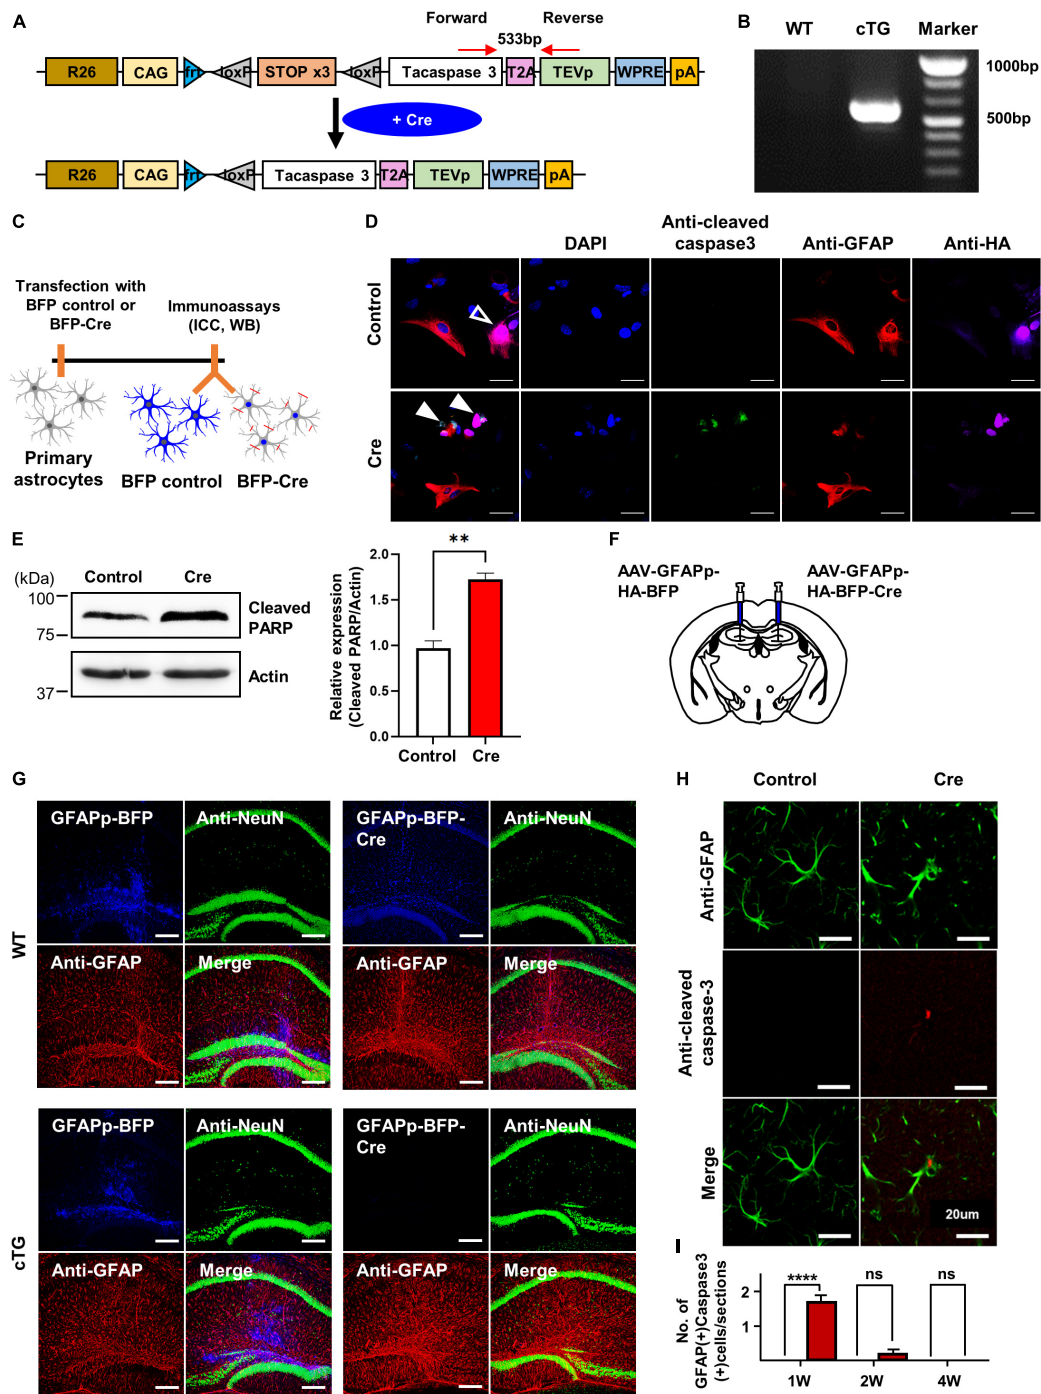 A
Forward
Reverse
533bp
R26
CAG
frt
loxP
STOP x3
loxP
Tacaspase 3
T2A
TEVp
WPRE
pA
+ Cre
R26
CAG
frt
loxP
Tacaspase 3
T2A
TEVp
WPRE
pA
B
WT
cTG
Marker
1000bp
500bp
C
Transfection with
BFP control or
BFP-Cre
Immunoassays
(ICC, WB)
Primary
astrocytes
BFP control
BFP-Cre
D
DAPI
Anti-cleaved
caspase3
Anti-GFAP
Anti-HA
Control
Cre
E
(kDa)
Control
Cre
100
75
37
Cleaved
PARP
Actin
Relative expression
(Cleaved PARP/Actin)
2.0
1.5
1.0
0.5
0.0
**
Control
Cre
F
AAV-GFAPp-
HA-BFP
AAV-GFAPp-
HA-BFP-Cre
G
WT
GFAPp-BFP
Anti-NeuN
GFAPp-BFP-
Cre
Anti-NeuN
Anti-GFAP
Merge
Anti-GFAP
Merge
cTG
GFAPp-BFP
Anti-NeuN
GFAPp-BFP-
Cre
Anti-NeuN
Anti-GFAP
Merge
Anti-GFAP
Merge
H
Control
Cre
Anti-GFAP
Anti-cleaved
caspase-3
Merge
20um
I
No. of
GFAP(+)Caspase3
(+)cells/sections
2
1
****
ns
ns
1W
2W
4W